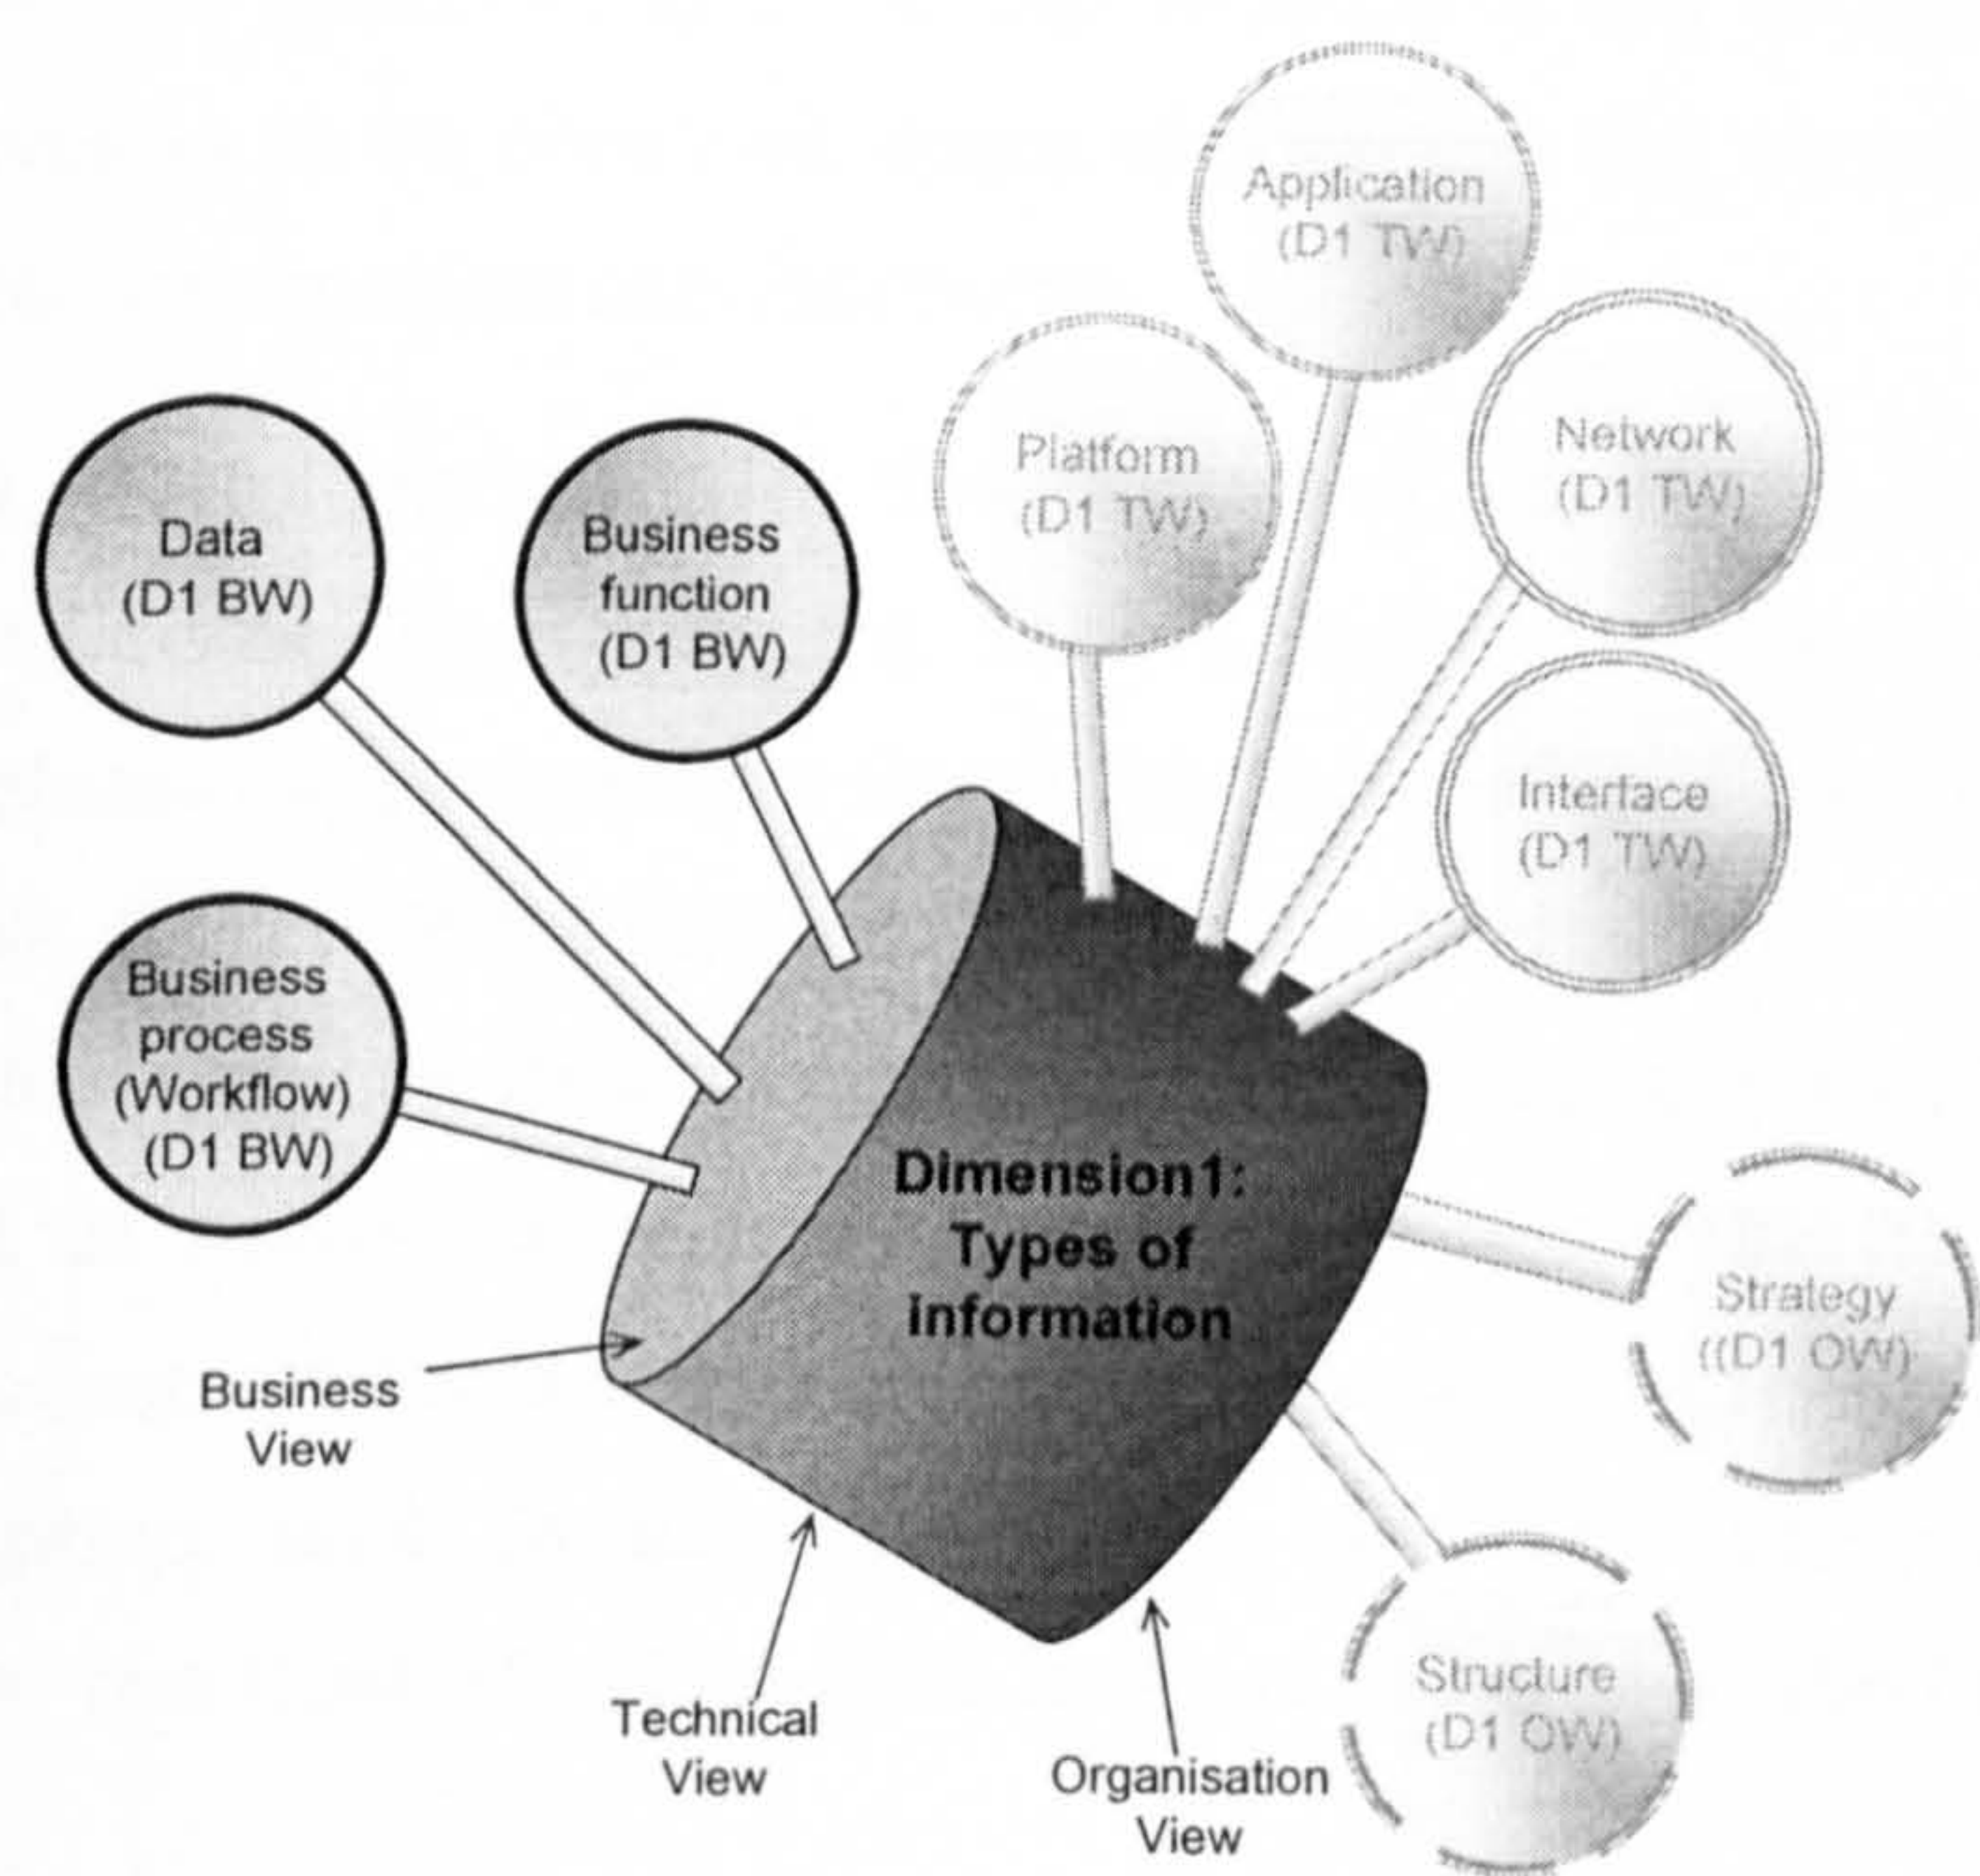 Application
(D1 TW)
Platform
(D1 TW)
Network
(D1 TW)
Data
(D1 BW)
Business
function
(D1 BW)
Interface
(D1 TW)
Business
process
(Workflow)
(D1 BW)
Dimension1:
Types of
information
Strategy
((D1 OW)
Business
View
Structure
(D1 OW)
Technical
View
Organisation
View